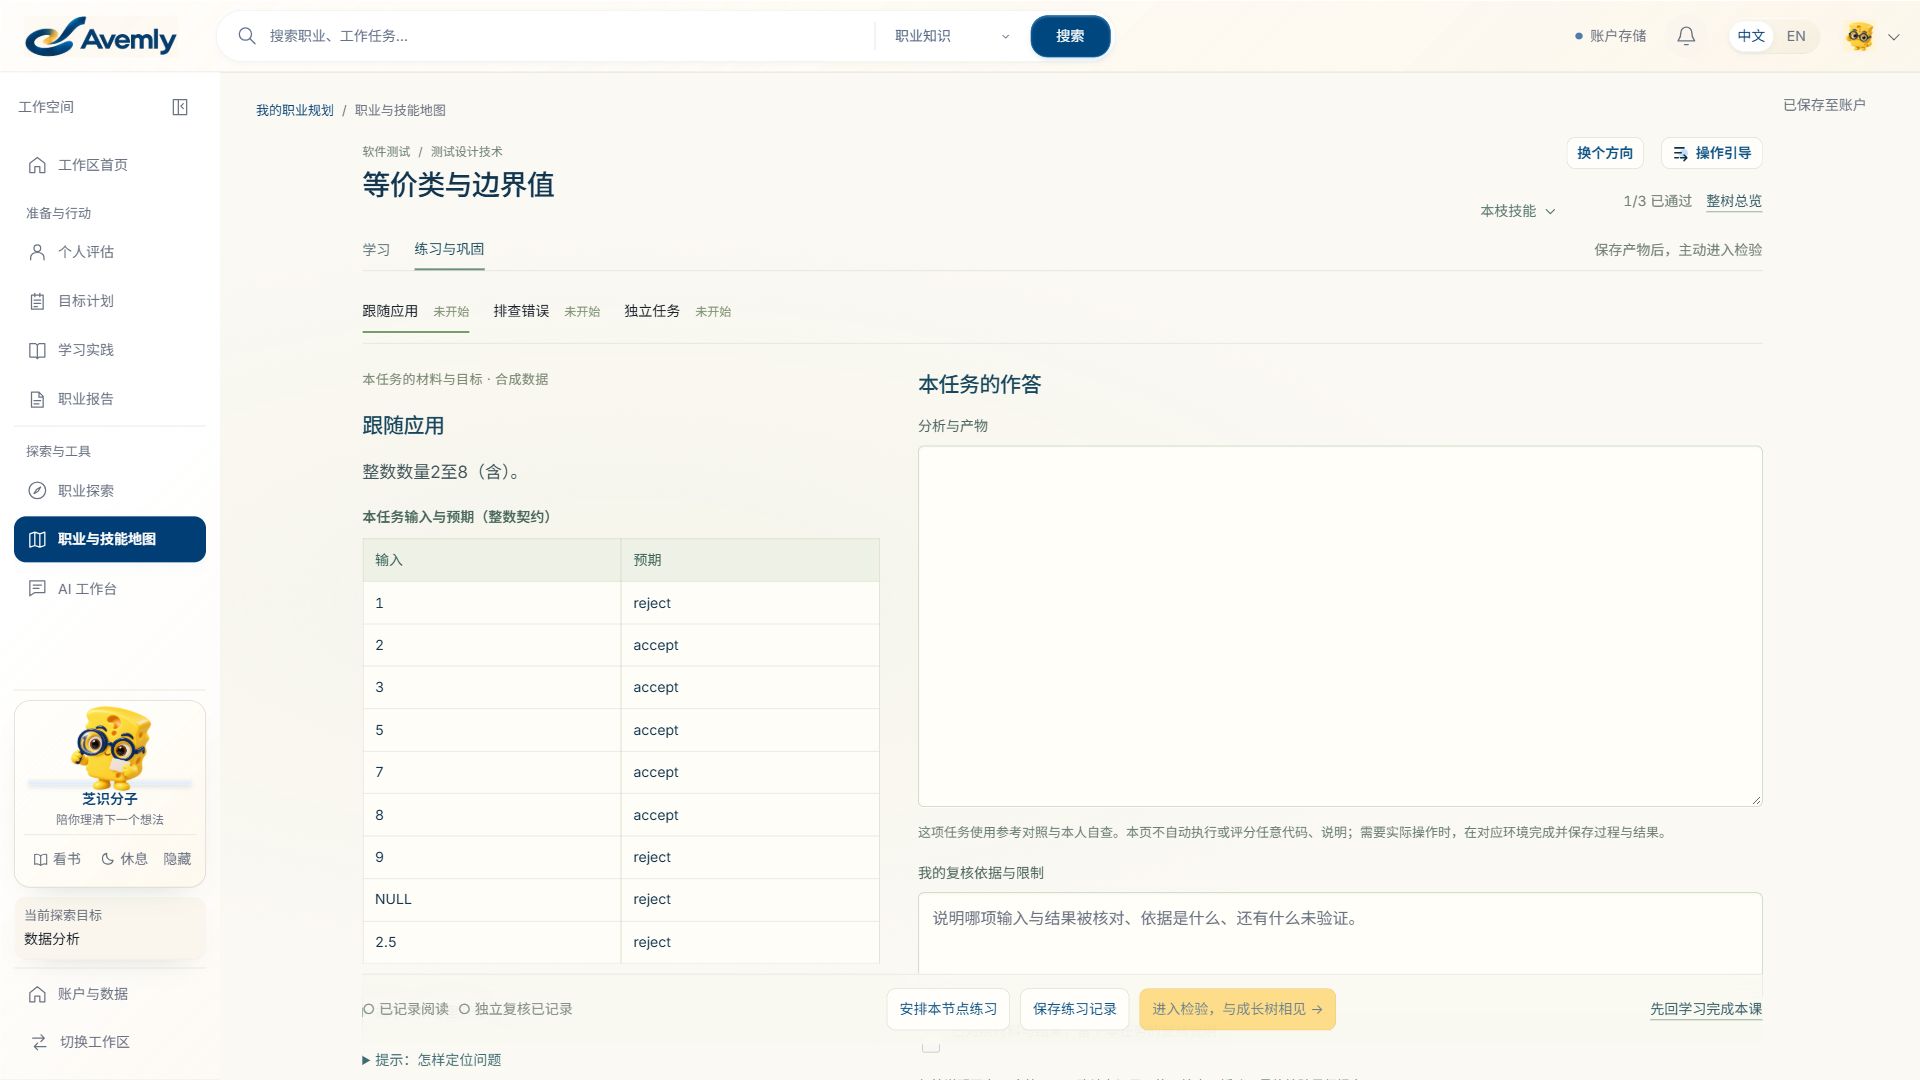 Avemly
搜索职业、工作任务...
职业知识
搜索
账户存储
中文
EN
工作空间
工作区首页
准备与行动
个人评估
目标计划
学习实践
职业报告
探索与工具
职业探索
职业与技能地图
AI 工作台
芝识分子
陪你理清下一个想法
看书
休息
隐藏
当前探索目标
数据分析
账户与数据
切换工作区
我的职业规划 / 职业与技能地图
已保存至账户
软件测试 / 测试设计技术
等价类与边界值
换个方向
操作引导
本枝技能
1/3 已通过
整树总览
学习
练习与巩固
保存产物后，主动进入检验
跟随应用 未开始
排查错误 未开始
独立任务 未开始
本任务的材料与目标 · 合成数据
跟随应用
整数数量2至8（含）。
本任务输入与预期（整数契约）
输入 预期
1 reject
2 accept
3 accept
5 accept
7 accept
8 accept
9 reject
NULL reject
2.5 reject
本任务的作答
分析与产物
这项任务使用参考对照与本人自查。本页不自动执行或评分任意代码、说明；需要实际操作时，在对应环境完成并保存过程与结果。
我的复核依据与限制
说明哪项输入与结果被核对、依据是什么、还有什么未验证。
已记录阅读
独立复核已记录
安排本节点练习
保存练习记录
进入检验，与成长树相见 →
先回学习完成本课
提示：怎样定位问题